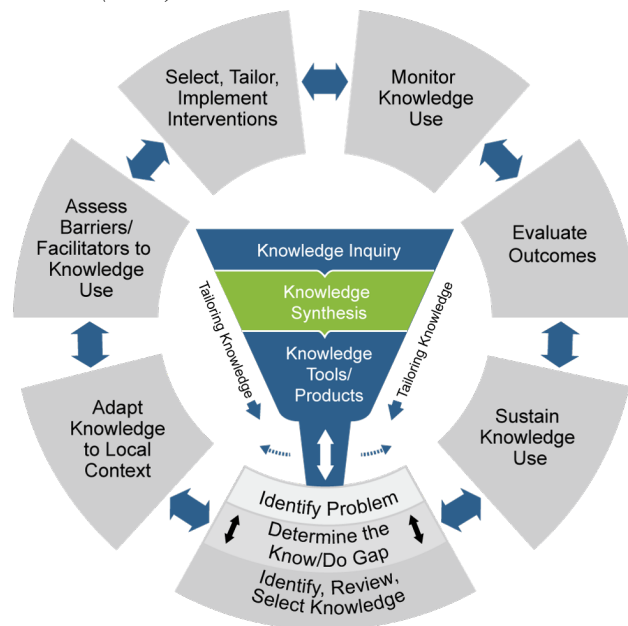 Select, Tailor,
Implement
Interventions
Monitor
Knowledge
Use
Assess
Barriers/
Facilitators to
Knowledge
Use
Evaluate
Outcomes
Knowledge Inquiry
Knowledge
Synthesis
Knowledge
Tools/
Products
Tailoring Knowledge
Tailoring Knowledge
Adapt
Knowledge
to Local
Context
Sustain
Knowledge
Use
Identify Problem
Determine the
Know/Do Gap
Identify, Review,
Select Knowledge